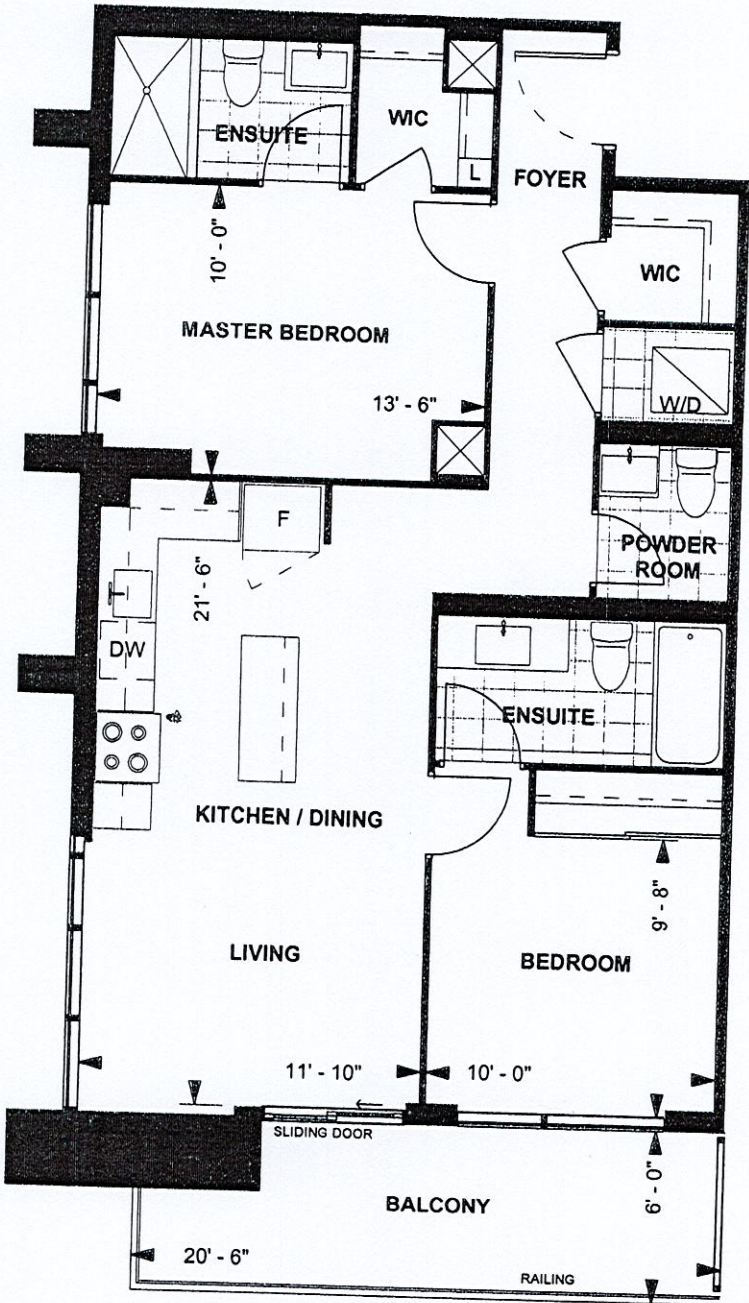 ENSUITE
WIC
L
FOYER
10' - 0"
WIC
MASTER BEDROOM
13' - 6"
W/D
F
POWDER
ROOM
21' - 6"
DW
ENSUITE
KITCHEN / DINING
9' - 8"
LIVING
BEDROOM
11' - 10"
10' - 0"
SLIDING DOOR
BALCONY
6' - 0"
20' - 6"
RAILING